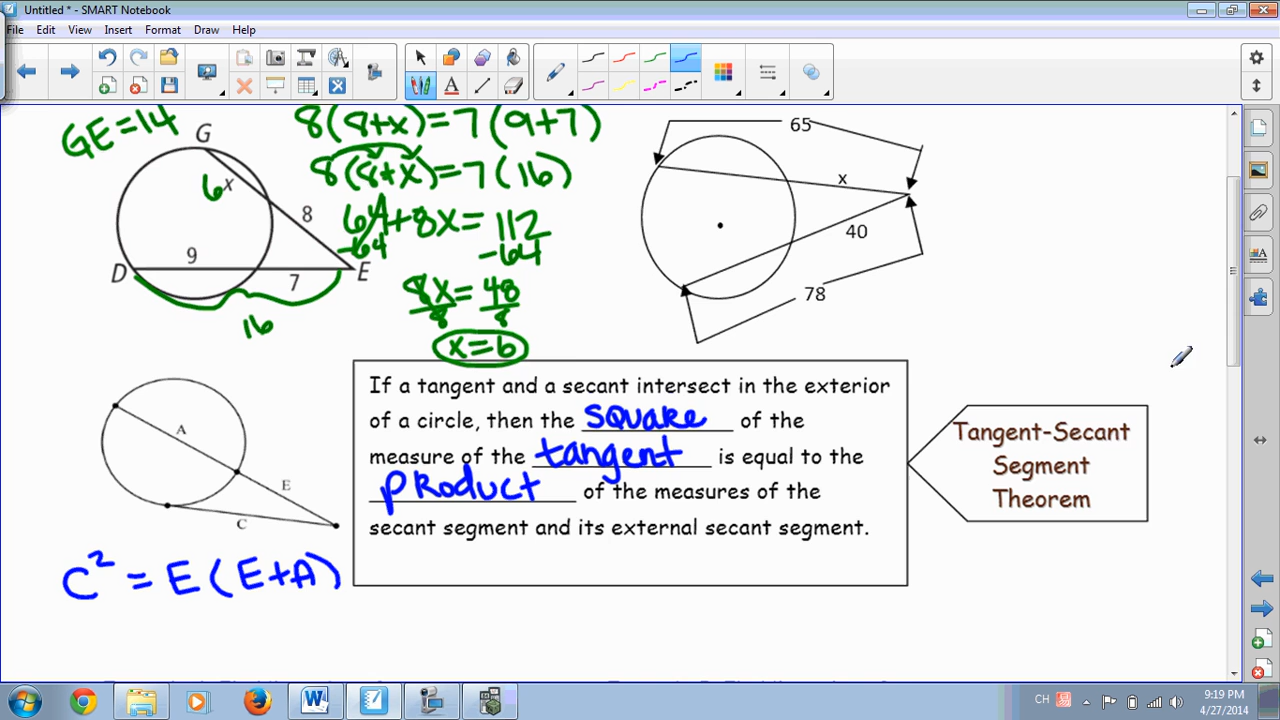 Untitled * - SMART Notebook
File Edit View Insert Format Draw Help
GE=14
G
6
x
8
9
D
7
E
16
8(8+x)=7(9+7)
8(8+x)=7(16)
64+8x=112
-64 -64
8x=48
8 8
x=6
65
x
40
78
A
E
C
C²=E(E+A)
If a tangent and a secant intersect in the exterior
of a circle, then the square of the
measure of the tangent is equal to the
product of the measures of the
secant segment and its external secant segment.
Tangent-Secant
Segment
Theorem
CH
9:19 PM
4/27/2014